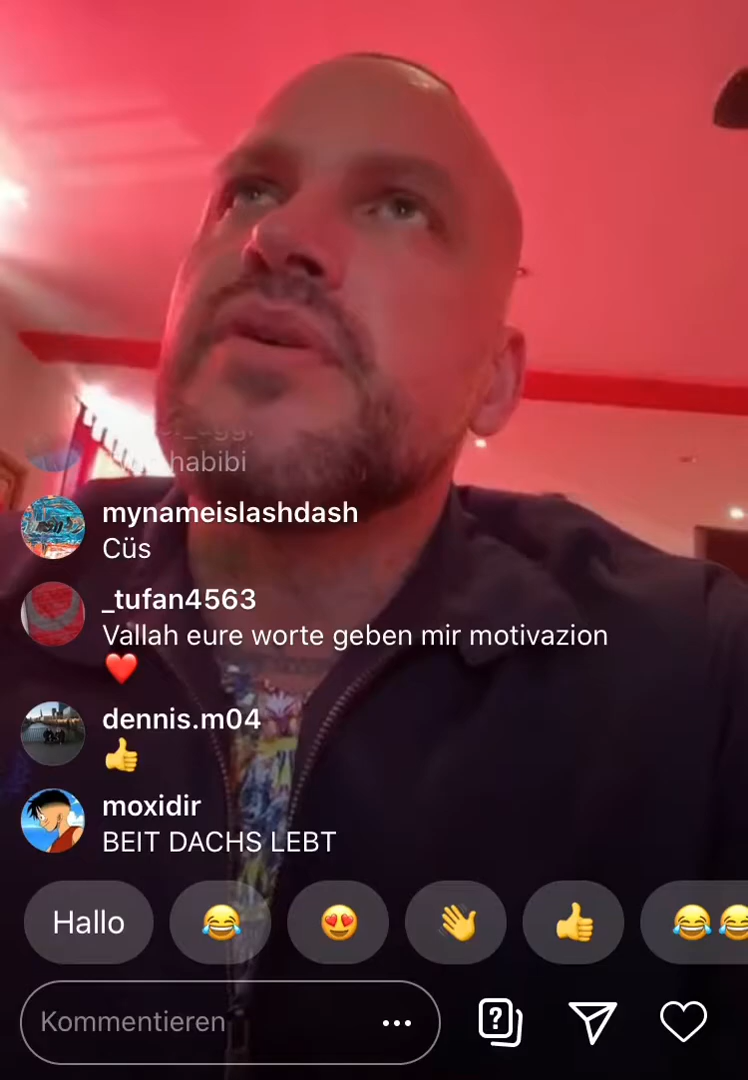 habibi
mynameislashdash
Cüs
_tufan4563
Vallah eure worte geben mir motivazion
❤️
dennis.m04
👍
moxidir
BEIT DACHS LEBT
Hallo 😂 😍 👋 👍 😂😂
Kommentieren